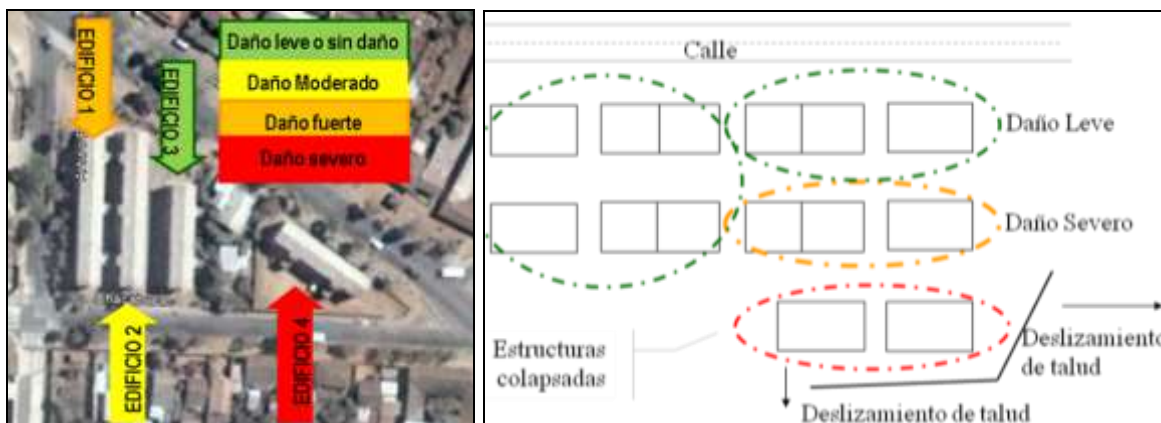 EDIFICIO 1
EDIFICIO 3
Daño leve o sin daño
Daño Moderado
Daño fuerte
Daño severo
EDIFICIO 2
EDIFICIO 4
Calle
Daño Leve
Daño Severo
Estructuras
colapsadas
Deslizamiento
de talud
Deslizamiento de talud